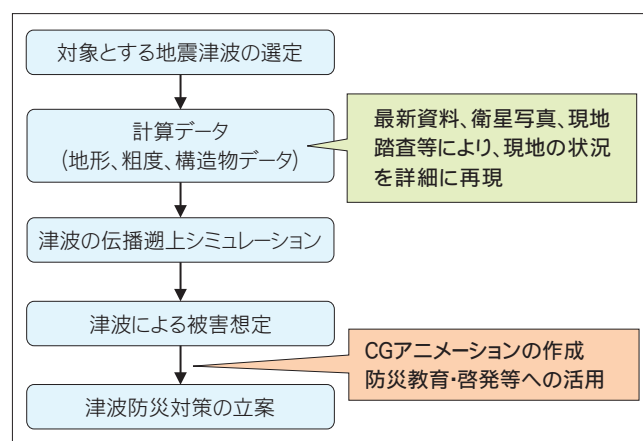 対象とする地震津波の選定
計算データ
(地形、粗度、構造物データ)
最新資料、衛星写真、現地
踏査等により、現地の状況
を詳細に再現
津波の伝播遡上シミュレーション
津波による被害想定
CGアニメーションの作成
防災教育・啓発等への活用
津波防災対策の立案